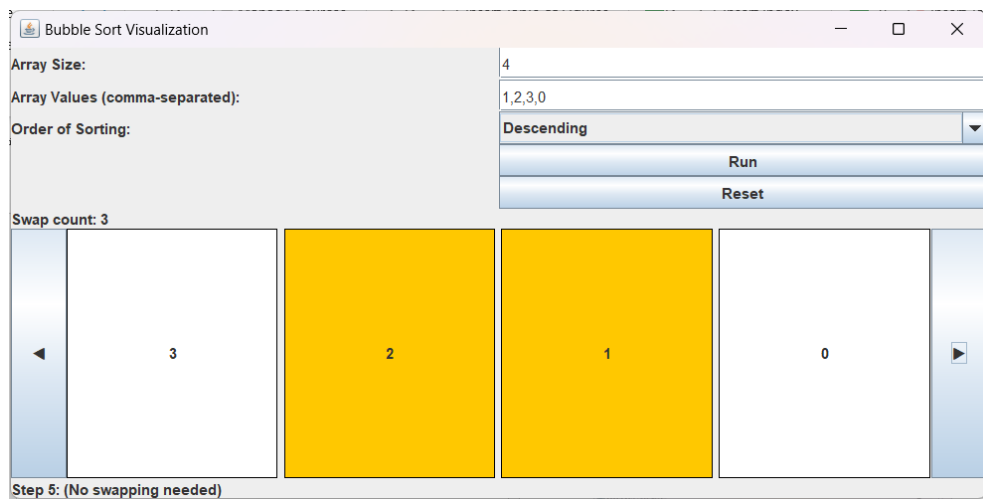 Bubble Sort Visualization
Array Size: 4
Array Values (comma-separated): 1,2,3,0
Order of Sorting: Descending
Run
Reset
Swap count: 3
◀ 3 2 1 0 ▶
Step 5: (No swapping needed)